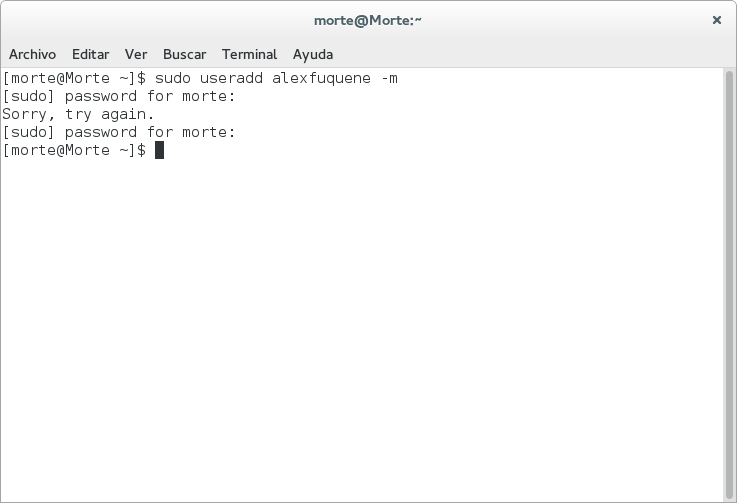 morte@Morte:~
Archivo Editar Ver Buscar Terminal Ayuda
[morte@Morte ~]$ sudo useradd alexfuquene -m
[sudo] password for morte:
Sorry, try again.
[sudo] password for morte:
[morte@Morte ~]$